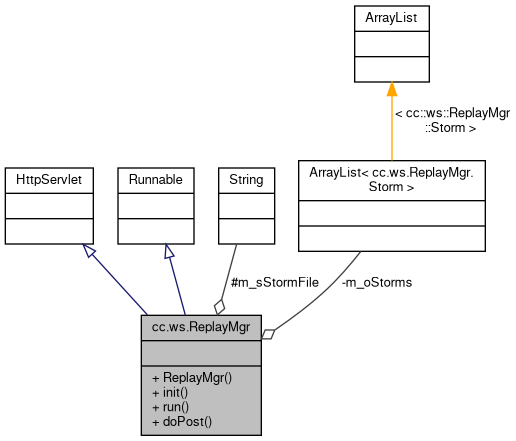 ArrayList
< cc::ws::ReplayMgr
::Storm >
HttpServlet
Runnable
String
ArrayList< cc.ws.ReplayMgr.
Storm >
#m_sStormFile
-m_oStorms
cc.ws.ReplayMgr
+ ReplayMgr()
+ init()
+ run()
+ doPost()